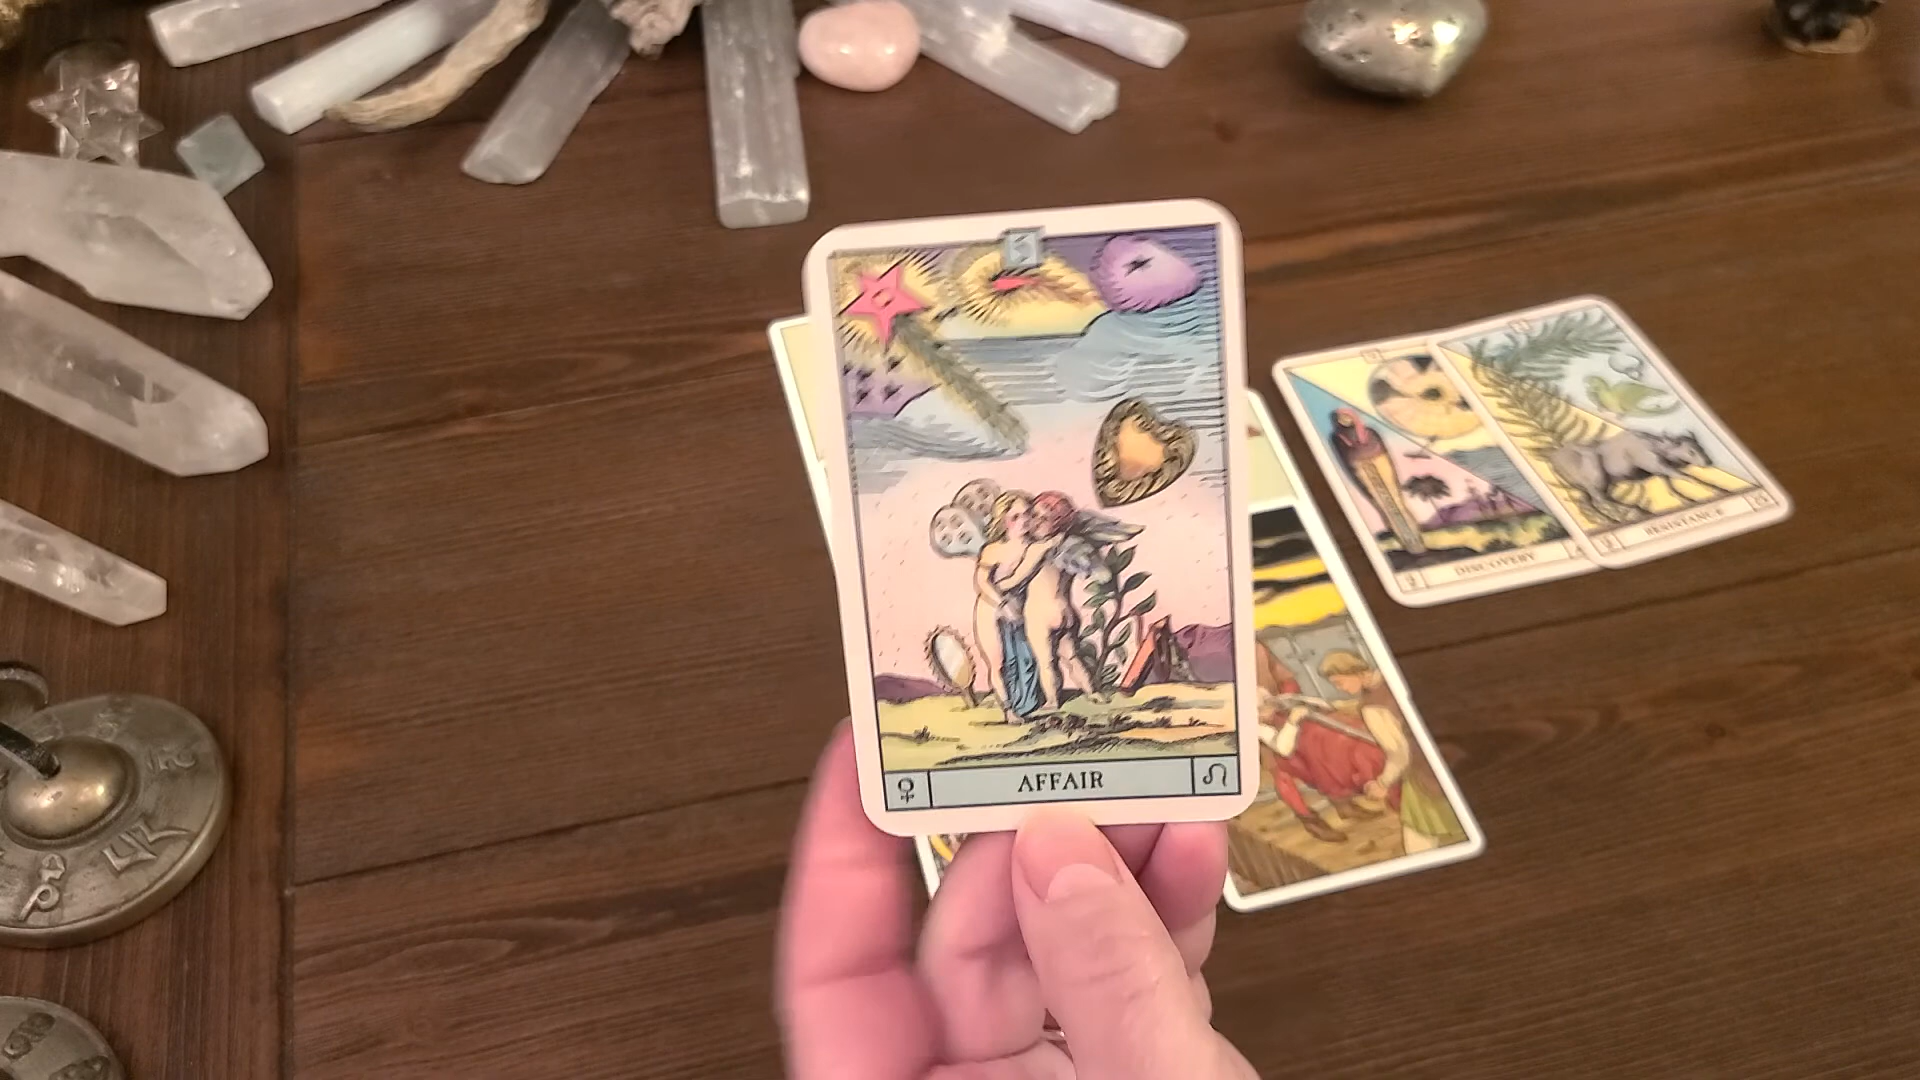 ♀ AFFAIR ♌
DISCOVERY
RESISTANCE